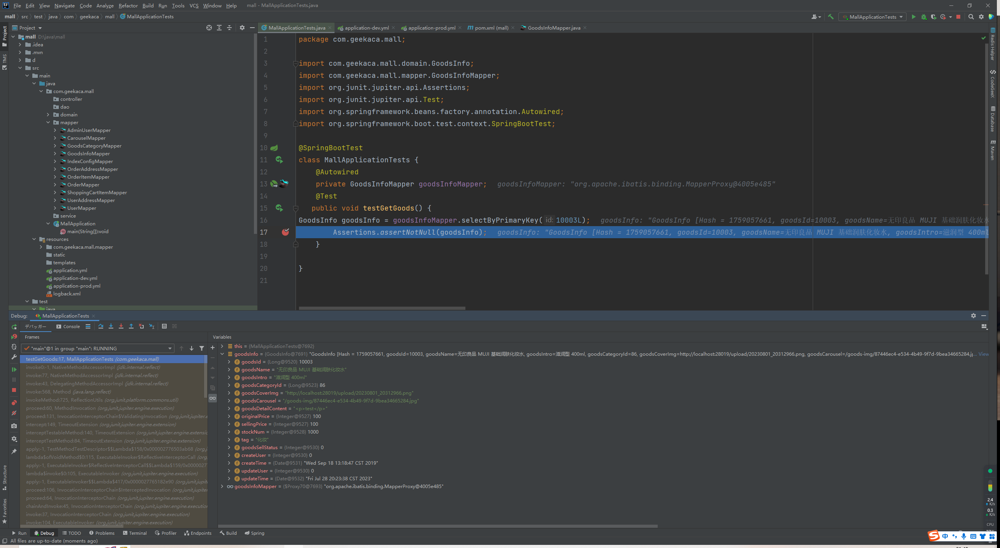 File Edit View Navigate Code Analyze Refactor Build Run Tools VCS Window Help mall - MallApplicationTests.java
mall src test java com geekaca mall MallApplicationTests
MallApplicationTests
Project
MallApplicationTests.java application-dev.yml application-prod.yml pom.xml (mall) GoodsInfoMapper.java
Project
TMS
Structure
Favorites
Redis Helper
CodeGeeX
Database
Maven
mall D:\java\mall
.idea
.mvn
d
src
main
java
com.geekaca.mall
controller
dao
domain
mapper
AdminUserMapper
CarouselMapper
GoodsCategoryMapper
GoodsInfoMapper
IndexConfigMapper
OrderAddressMapper
OrderItemMapper
OrderMapper
ShoppingCartItemMapper
UserAddressMapper
UserMapper
service
MallApplication
main(String[]):void
resources
com.geekaca.mall.mapper
static
templates
application.yml
application-dev.yml
application-prod.yml
logback.xml
test
java
1 package com.geekaca.mall;
2
3 import com.geekaca.mall.domain.GoodsInfo;
4 import com.geekaca.mall.mapper.GoodsInfoMapper;
5 import org.junit.jupiter.api.Assertions;
6 import org.junit.jupiter.api.Test;
7 import org.springframework.beans.factory.annotation.Autowired;
8 import org.springframework.boot.test.context.SpringBootTest;
9
10 @SpringBootTest
11 class MallApplicationTests {
12 @Autowired
13 private GoodsInfoMapper goodsInfoMapper; goodsInfoMapper: "org.apache.ibatis.binding.MapperProxy@4005e485"
14 @Test
15 public void testGetGoods() {
16 GoodsInfo goodsInfo = goodsInfoMapper.selectByPrimaryKey( id: 10003L); goodsInfo: "GoodsInfo [Hash = 1759057661, goodsId=10003, goodsName=无印良品 MUJI 基础润肤化妆水
17 Assertions.assertNotNull(goodsInfo); goodsInfo: "GoodsInfo [Hash = 1759057661, goodsId=10003, goodsName=无印良品 MUJI 基础润肤化妆水, goodsIntro=滋润型 400ml
18 }
19
20 }
21
Debug: MallApplicationTests
デバッガー Console
Frames
"main"@1 in group "main": RUNNING
testGetGoods:17, MallApplicationTests (com.geekaca.mall)
invoke0:-1, NativeMethodAccessorImpl (jdk.internal.reflect)
invoke:77, NativeMethodAccessorImpl (jdk.internal.reflect)
invoke:43, DelegatingMethodAccessorImpl (jdk.internal.reflect)
invoke:568, Method (java.lang.reflect)
invokeMethod:725, ReflectionUtils (org.junit.platform.commons.util)
proceed:60, MethodInvocation (org.junit.jupiter.engine.execution)
proceed:131, InvocationInterceptorChain$ValidatingInvocation (org.junit.jupiter.e
intercept:149, TimeoutExtension (org.junit.jupiter.engine.extension)
interceptTestableMethod:140, TimeoutExtension (org.junit.jupiter.engine.extensio
interceptTestMethod:84, TimeoutExtension (org.junit.jupiter.engine.extension)
apply:-1, TestMethodTestDescriptor$$Lambda$158/0x000002776503ab68 (org.j
lambda$ofVoidMethod$0:115, ExecutableInvoker$ReflectiveInterceptorCall (org
apply:-1, ExecutableInvoker$ReflectiveInterceptorCall$$Lambda$159/0x0000027
lambda$invoke$0:105, ExecutableInvoker (org.junit.jupiter.engine.execution)
apply:-1, ExecutableInvoker$$Lambda$417/0x0000027765182e90 (org.junit.ju
proceed:106, InvocationInterceptorChain$InterceptedInvocation (org.junit.jupit
proceed:64, InvocationInterceptorChain (org.junit.jupiter.engine.execution)
chainAndInvoke:45, InvocationInterceptorChain (org.junit.jupiter.engine.execution
invoke:37, InvocationInterceptorChain (org.junit.jupiter.engine.execution)
invoke:104, ExecutableInvoker (org.junit.jupiter.engine.execution)
Variables
this = {MallApplicationTests@7692}
goodsInfo = {GoodsInfo@7691} "GoodsInfo [Hash = 1759057661, goodsId=10003, goodsName=无印良品 MUJI 基础润肤化妆水, goodsIntro=滋润型 400ml, goodsCategoryId=86, goodsCoverImg=http://localhost:28019/upload/20230801_20312966.png, goodsCarousel=/goods-img/87446ec4-e534-4b49-9f7d-9bea34665284.jp... View
goodsId = {Long@9520} 10003
goodsName = "无印良品 MUJI 基础润肤化妆水"
goodsIntro = "滋润型 400ml"
goodsCategoryId = {Long@9523} 86
goodsCoverImg = "http://localhost:28019/upload/20230801_20312966.png"
goodsCarousel = "/goods-img/87446ec4-e534-4b49-9f7d-9bea34665284.jpg"
goodsDetailContent = "<p>test</p>"
originalPrice = {Integer@9527} 100
sellingPrice = {Integer@9527} 100
stockNum = {Integer@9528} 1000
tag = "化妆"
goodsSellStatus = {Integer@9530} 0
createUser = {Integer@9530} 0
createTime = {Date@9531} "Wed Sep 18 13:18:47 CST 2019"
updateUser = {Integer@9530} 0
updateTime = {Date@9532} "Fri Jul 28 20:23:38 CST 2023"
goodsInfoMapper = {$Proxy70@7693} "org.apache.ibatis.binding.MapperProxy@4005e485"
2.4
K/s
0.3
K/s
CPU
Run Debug TODO Problems Terminal Profiler Endpoints Build Spring
All files are up-to-date (moments ago)
中